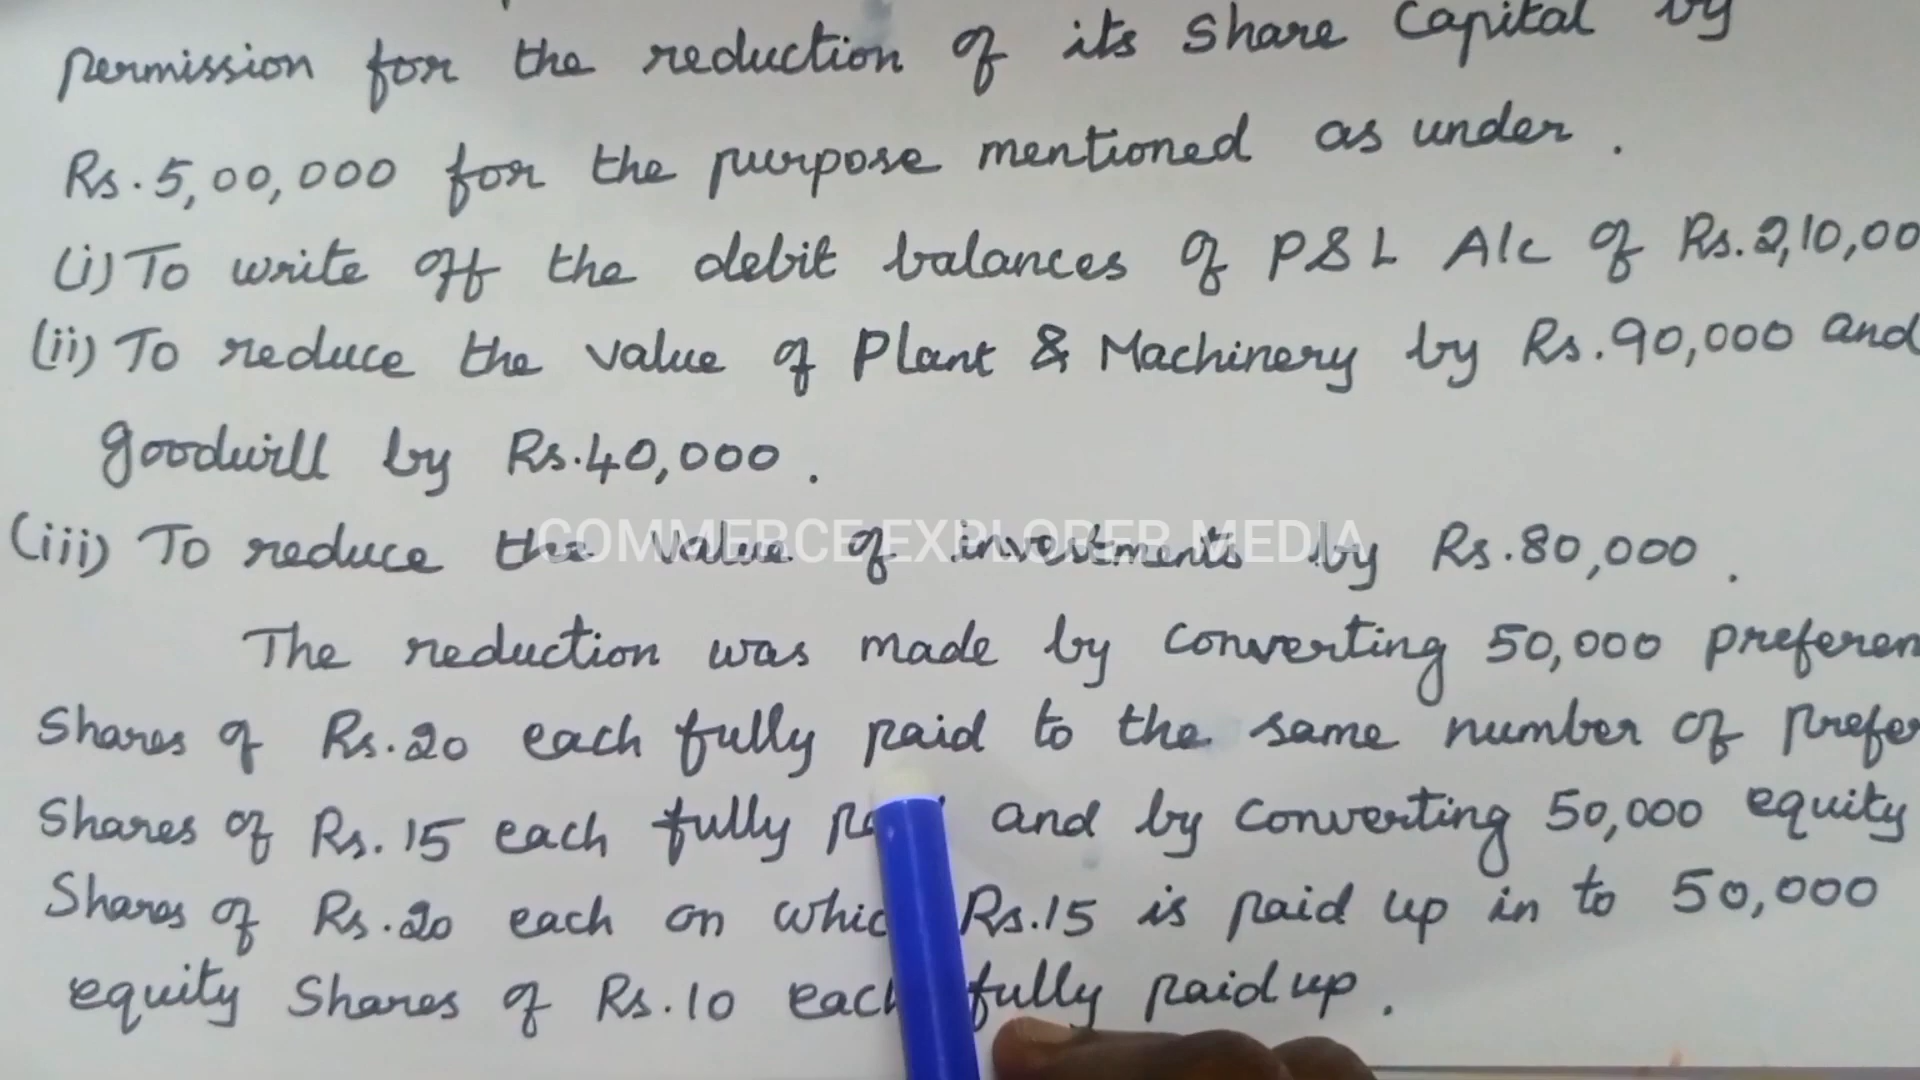 permission for the reduction of its Share Capital by
Rs.5,00,000 for the purpose mentioned as under.
(i) To write off the debit balances of P&L A/c of Rs.2,10,00
(ii) To reduce the value of Plant & Machinery by Rs.90,000 and
goodwill by Rs.40,000.
(iii) To reduce the value of investments by Rs.80,000.
COMMERCE EXPLORER MEDIA
The reduction was made by converting 50,000 preferen
Shares of Rs.20 each fully paid to the same number of prefer
Shares of Rs.15 each fully and by converting 50,000 equity
Shares of Rs.20 each on Rs.15 is paid up in to 50,000
equity Shares of Rs.10 each fully paid up.